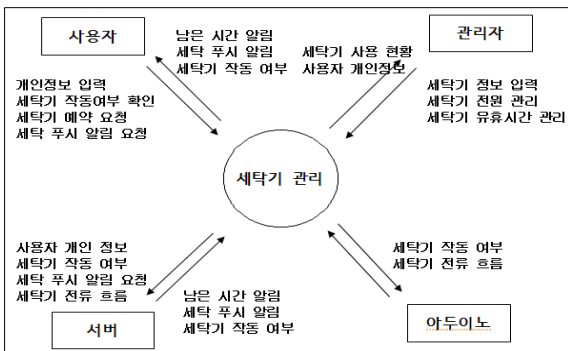 사용자
남은 시간 알림
세탁 푸시 알림
세탁기 작동 여부
세탁기 사용 현황
사용자 개인정보
관리자
개인정보 입력
세탁기 작동여부 확인
세탁기 예약 요청
세탁 푸시 알림 요청
세탁기 정보 입력
세탁기 전원 관리
세탁기 유휴시간 관리
세탁기 관리
사용자 개인 정보
세탁기 작동 여부
세탁 푸시 알림 요청
세탁기 전류 흐름
서버
남은 시간 알림
세탁 푸시 알림
세탁기 작동 여부
세탁기 작동 여부
세탁기 전류 흐름
아두이노